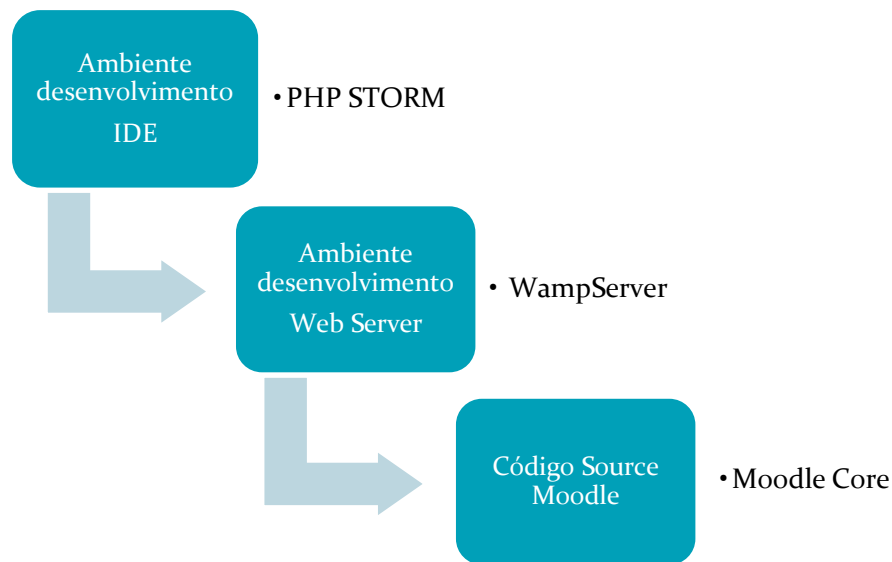 Ambiente
desenvolvimento
IDE
• PHP STORM
Ambiente
desenvolvimento
Web Server
• WampServer
Código Source
Moodle
• Moodle Core